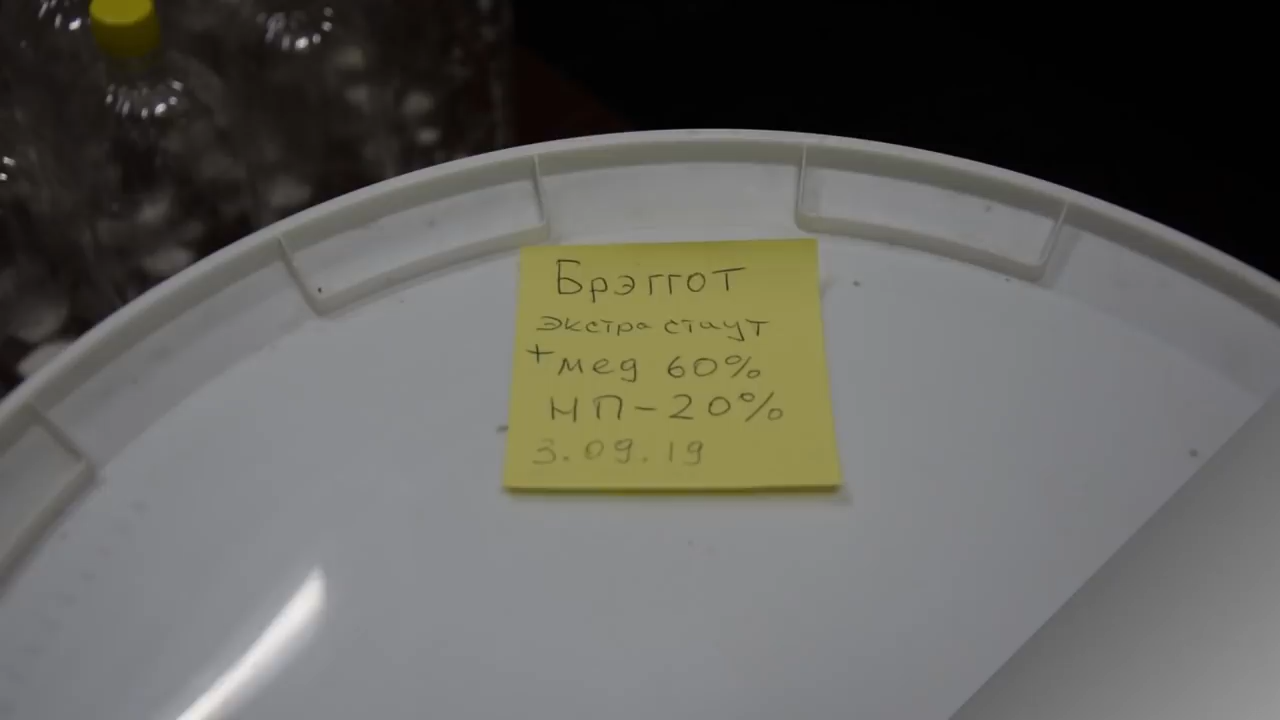 Брэггот
экстра стаут
+мед 60%
НП-20%
3.09.19